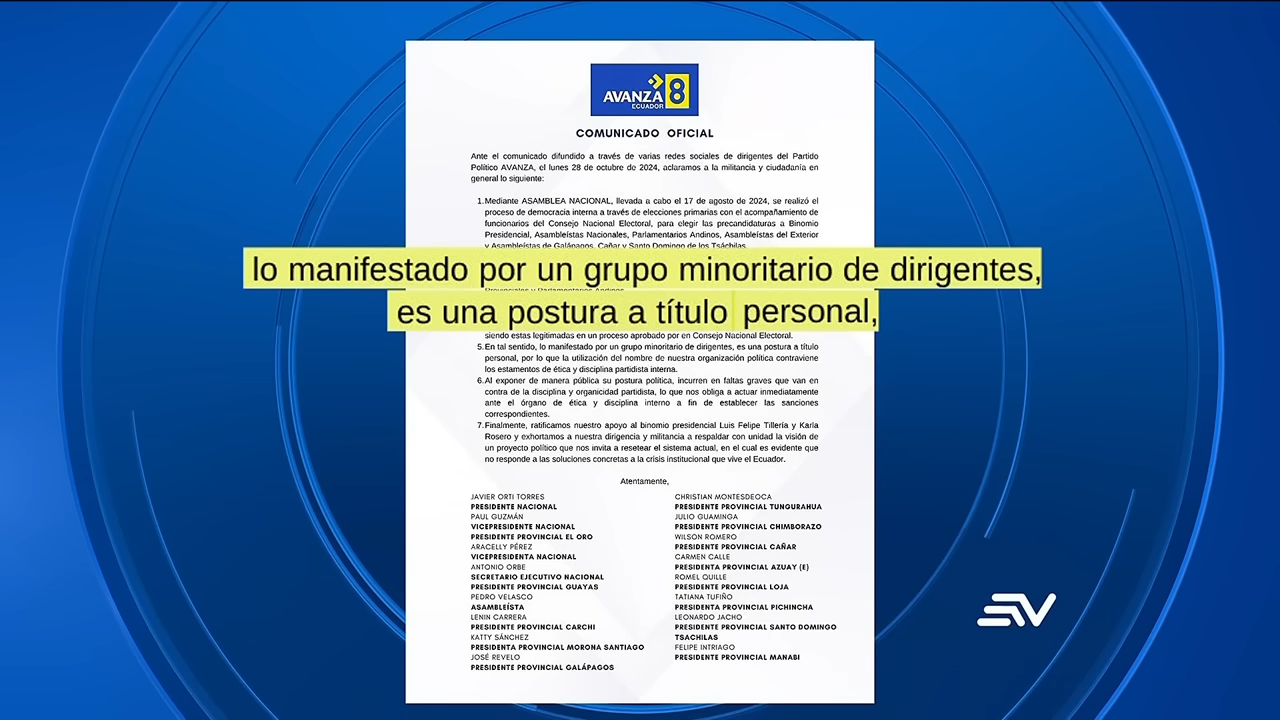 AVANZA 8
ECUADOR
COMUNICADO OFICIAL
Ante el comunicado difundido a través de varias redes sociales de dirigentes del Partido
Político AVANZA, el lunes 28 de octubre de 2024, aclaramos a la militancia y ciudadanía en
general lo siguiente:
1. Mediante ASAMBLEA NACIONAL, llevada a cabo el 17 de agosto de 2024, se realizó el
proceso de democracia interna a través de elecciones primarias con el acompañamiento de
funcionarios del Consejo Nacional Electoral, para elegir las precandidaturas a Binomio
Presidencial, Asambleístas Nacionales, Parlamentarios Andinos, Asambleístas del Exterior
y Asambleístas de Galápagos, Cañar y Santo Domingo de los Tsáchilas.
lo manifestado por un grupo minoritario de dirigentes,
es una postura a título personal,
siendo estas legitimadas en un proceso aprobado por en Consejo Nacional Electoral.
5. En tal sentido, lo manifestado por un grupo minoritario de dirigentes, es una postura a título
personal, por lo que la utilización del nombre de nuestra organización política contraviene
los estamentos de ética y disciplina partidista interna.
6. Al exponer de manera pública su postura política, incurren en faltas graves que van en
contra de la disciplina y organicidad partidista, lo que nos obliga a actuar inmediatamente
ante el órgano de ética y disciplina interno a fin de establecer las sanciones
correspondientes.
7. Finalmente, ratificamos nuestro apoyo al binomio presidencial Luis Felipe Tillería y Karla
Rosero y exhortamos a nuestra dirigencia y militancia a respaldar con unidad la visión de
un proyecto político que nos invita a resetear el sistema actual, en el cual es evidente que
no responde a las soluciones concretas a la crisis institucional que vive el Ecuador.
Atentamente,
JAVIER ORTI TORRES
PRESIDENTE NACIONAL
PAUL GUZMÁN
VICEPRESIDENTE NACIONAL
PRESIDENTE PROVINCIAL EL ORO
ARACELLY PÉREZ
VICEPRESIDENTA NACIONAL
ANTONIO ORBE
SECRETARIO EJECUTIVO NACIONAL
PRESIDENTE PROVINCIAL GUAYAS
PEDRO VELASCO
ASAMBLEÍSTA
LENIN CARRERA
PRESIDENTE PROVINCIAL CARCHI
KATTY SÁNCHEZ
PRESIDENTA PROVINCIAL MORONA SANTIAGO
JOSÉ REVELO
PRESIDENTE PROVINCIAL GALÁPAGOS
CHRISTIAN MONTESDEOCA
PRESIDENTE PROVINCIAL TUNGURAHUA
JULIO GUAMINGA
PRESIDENTE PROVINCIAL CHIMBORAZO
WILSON ROMERO
PRESIDENTE PROVINCIAL CAÑAR
CARMEN CALLE
PRESIDENTA PROVINCIAL AZUAY (E)
ROMEL QUILLE
PRESIDENTE PROVINCIAL LOJA
TATIANA TUFIÑO
PRESIDENTA PROVINCIAL PICHINCHA
LEONARDO JACHO
PRESIDENTE PROVINCIAL SANTO DOMINGO
TSACHILAS
FELIPE INTRIAGO
PRESIDENTE PROVINCIAL MANABI